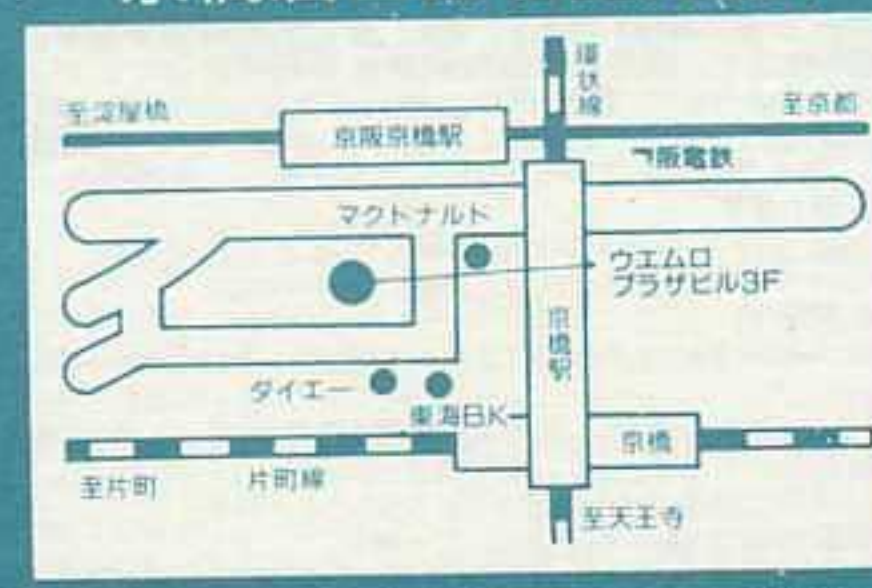 環状線
至淀屋橋
京阪京橋駅
至京都
京阪電鉄
マクドナルド
ウエムロ
プラザビル3F
京橋駅
ダイエー
東海BK
京橋
至片町
片町線
至天王寺